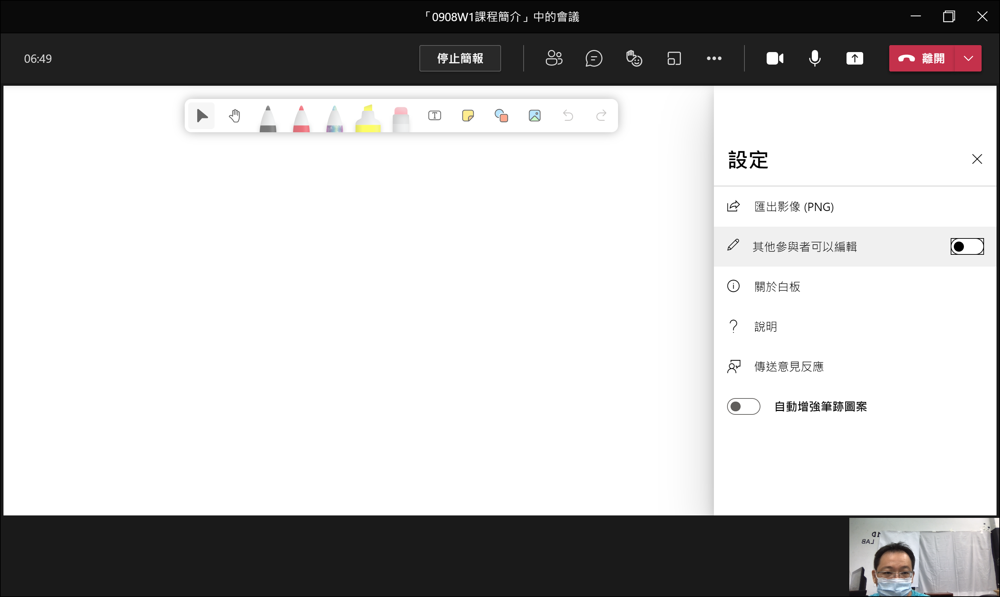 「0908W1課程簡介」中的會議
06:49
停止簡報
離開
T
設定
匯出影像 (PNG)
其他參與者可以編輯
關於白板
說明
傳送意見反應
自動增強筆跡圖案
1D
LAB